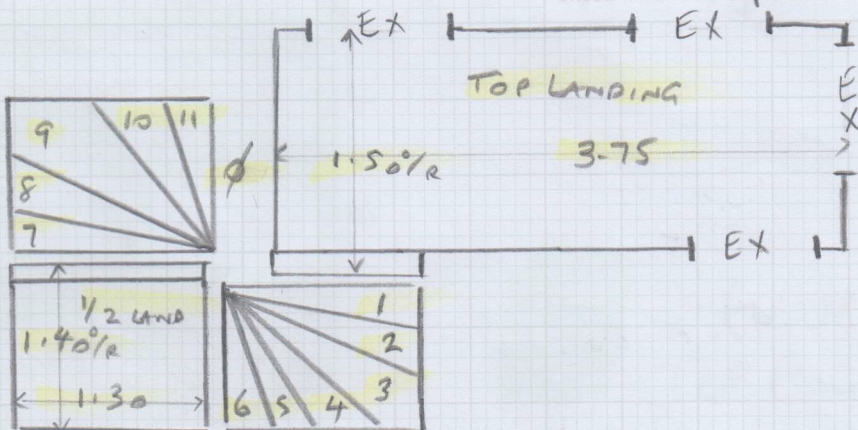 EX EX
TOP LANDING
EX
9 10 11
Ø 1.50 O/R 3.75
8
7
EX
1/2 LAND
1.40 O/R
1.30
1
2
3
6 5 4